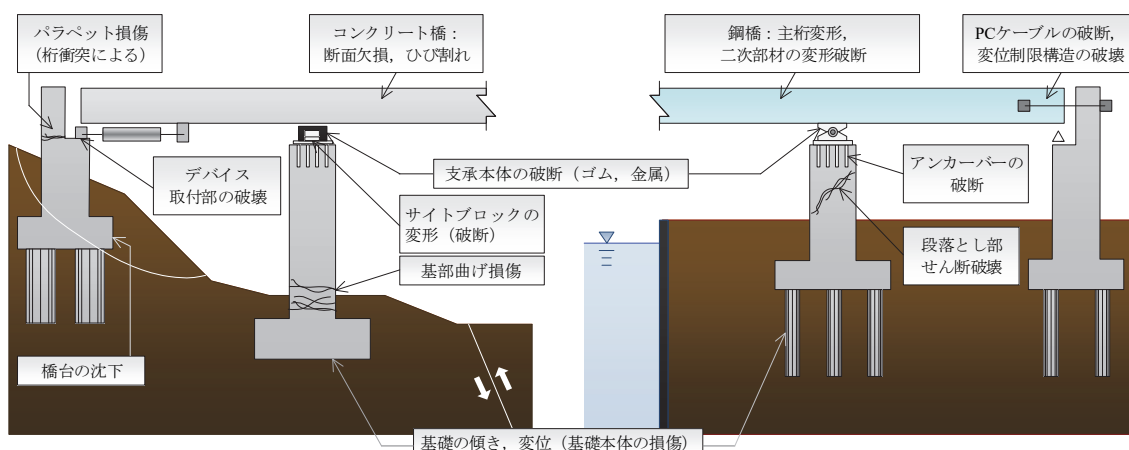 パラペット損傷
(桁衝突による)
コンクリート橋：
断面欠損，ひび割れ
鋼橋：主桁変形，
二次部材の変形破断
PCケーブルの破断，
変位制限構造の破壊
デバイス
取付部の破壊
支承本体の破断（ゴム，金属）
アンカーバーの
破断
サイトブロックの
変形（破断）
段落とし部
せん断破壊
基部曲げ損傷
橋台の沈下
基礎の傾き，変位（基礎本体の損傷）